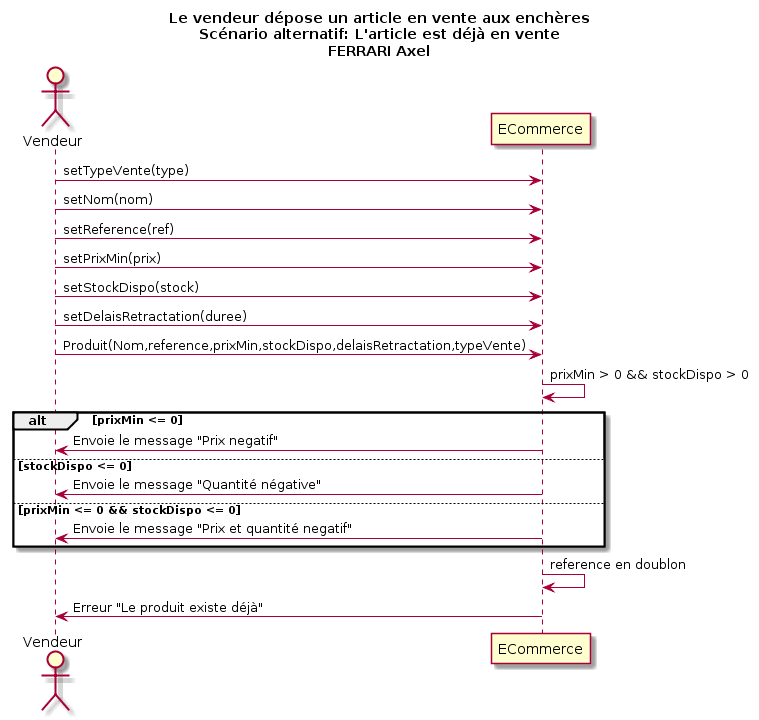 Le vendeur dépose un article en vente aux enchères
Scénario alternatif: L'article est déjà en vente
FERRARI Axel
Vendeur
ECommerce
setTypeVente(type)
setNom(nom)
setReference(ref)
setPrixMin(prix)
setStockDispo(stock)
setDelaisRetractation(duree)
Produit(Nom,reference,prixMin,stockDispo,delaisRetractation,typeVente)
prixMin > 0 && stockDispo > 0
alt [prixMin <= 0]
Envoie le message "Prix negatif"
[stockDispo <= 0]
Envoie le message "Quantité négative"
[prixMin <= 0 && stockDispo <= 0]
Envoie le message "Prix et quantité negatif"
reference en doublon
Erreur "Le produit existe déjà"
Vendeur
ECommerce